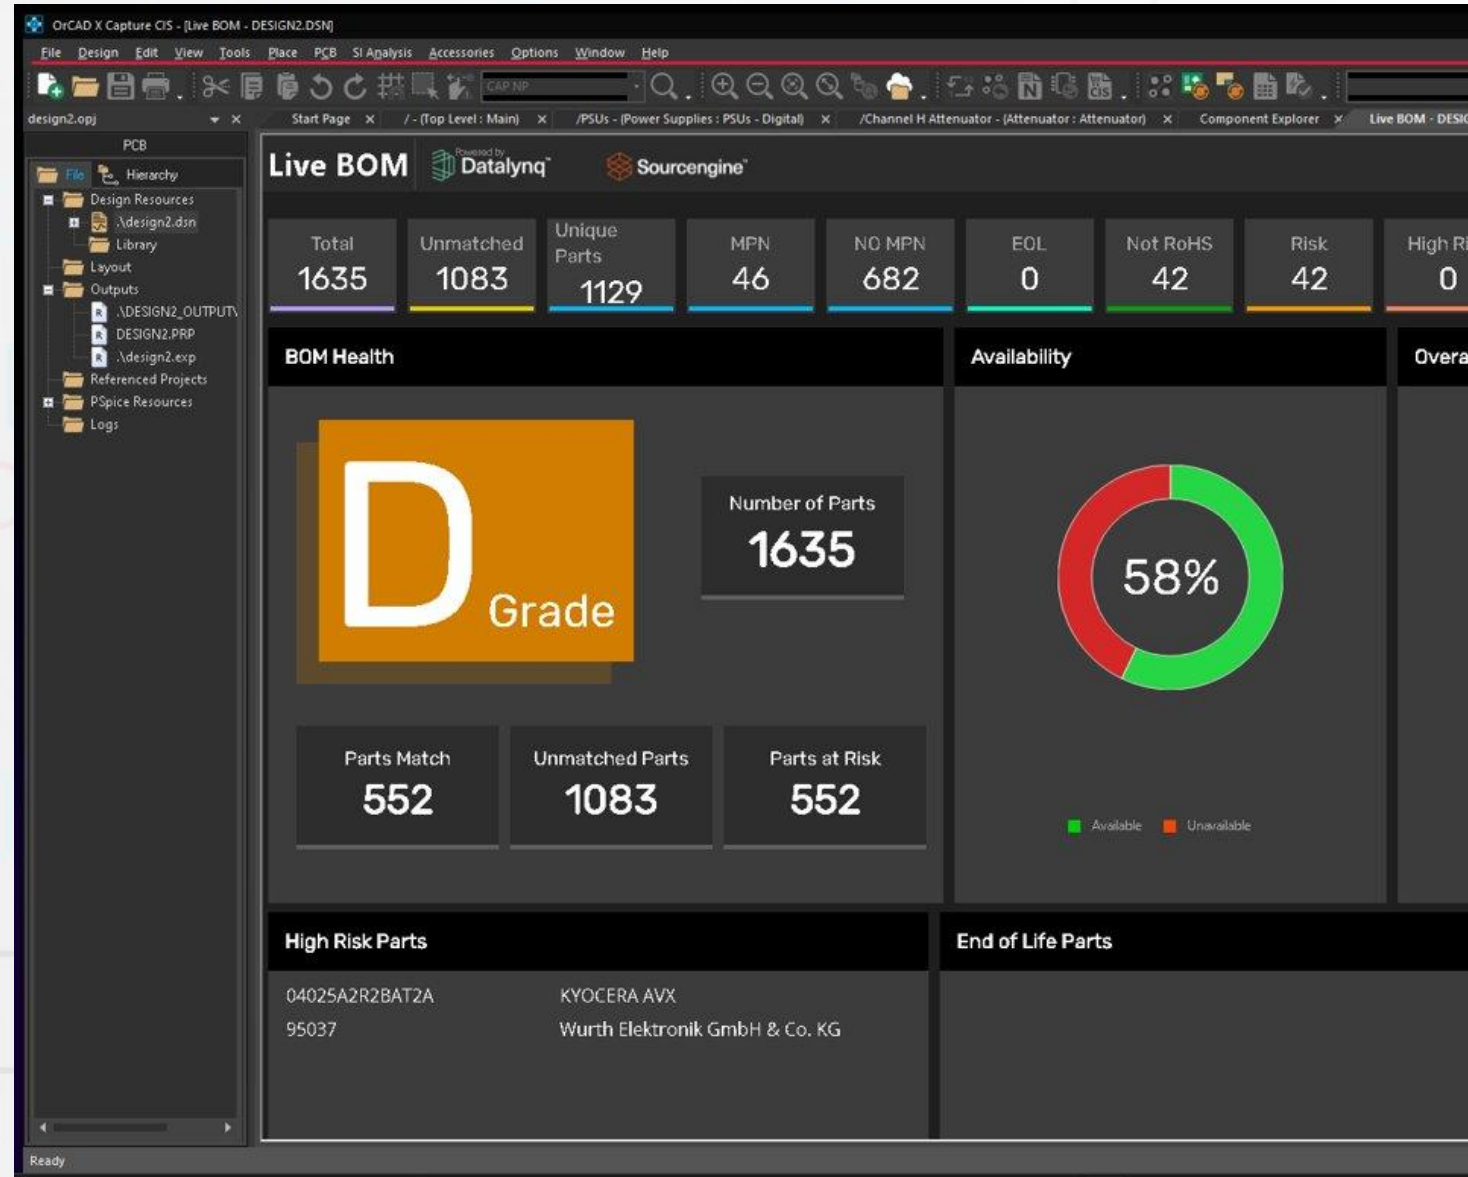 OrCAD X Capture CIS - [Live BOM - DESIGN2.DSN]
File Design Edit View Tools Place PCB SI Analysis Accessories Options Window Help
CAP NP
design2.opj
Start Page / - (Top Level : Main) /PSUs - (Power Supplies : PSUs - Digital) /Channel H Attenuator - (Attenuator : Attenuator) Component Explorer Live BOM - DESIG
PCB
File Hierarchy
Design Resources
.\design2.dsn
Library
Layout
Outputs
.\DESIGN2_OUTPUT\
DESIGN2.PRP
.\design2.exp
Referenced Projects
PSpice Resources
Logs
Live BOM
Powered by
Datalynq
Sourcengine
Total
1635
Unmatched
1083
Unique
Parts
1129
MPN
46
NO MPN
682
EOL
0
Not RoHS
42
Risk
42
High Ri
0
BOM Health
D
Grade
Number of Parts
1635
Parts Match
552
Unmatched Parts
1083
Parts at Risk
552
Availability
58%
Available Unavailable
Overa
High Risk Parts
04025A2R2BAT2A KYOCERA AVX
95037 Wurth Elektronik GmbH & Co. KG
End of Life Parts
Ready